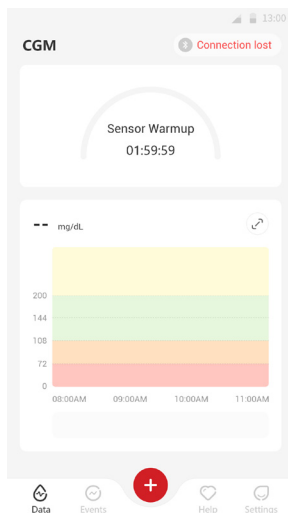 13:00
CGM
Connection lost
Sensor Warmup
01:59:59
-- mg/dL
200
144
108
72
0
08:00AM 09:00AM 10:00AM 11:00AM
+
Data Events Help Settings